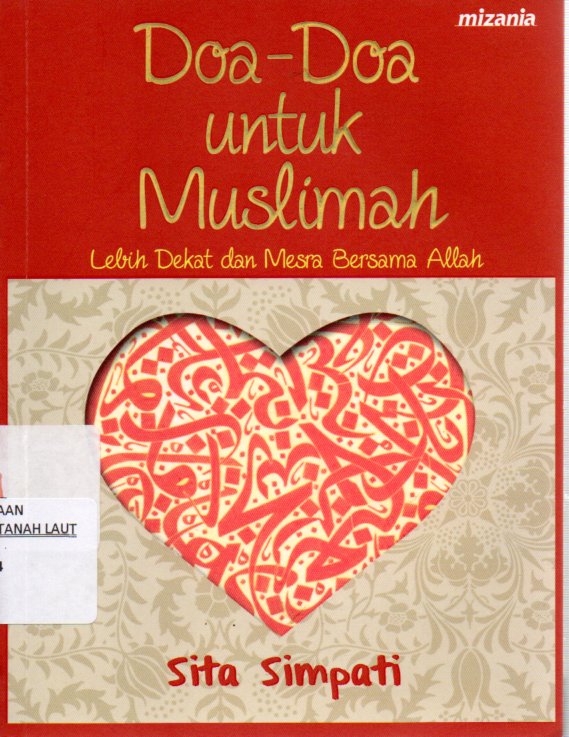 mizania
Doa-Doa
untuk
Muslimah
Lebih Dekat dan Mesra Bersama Allah
AAN
TANAH LAUT
4
Sita Simpati